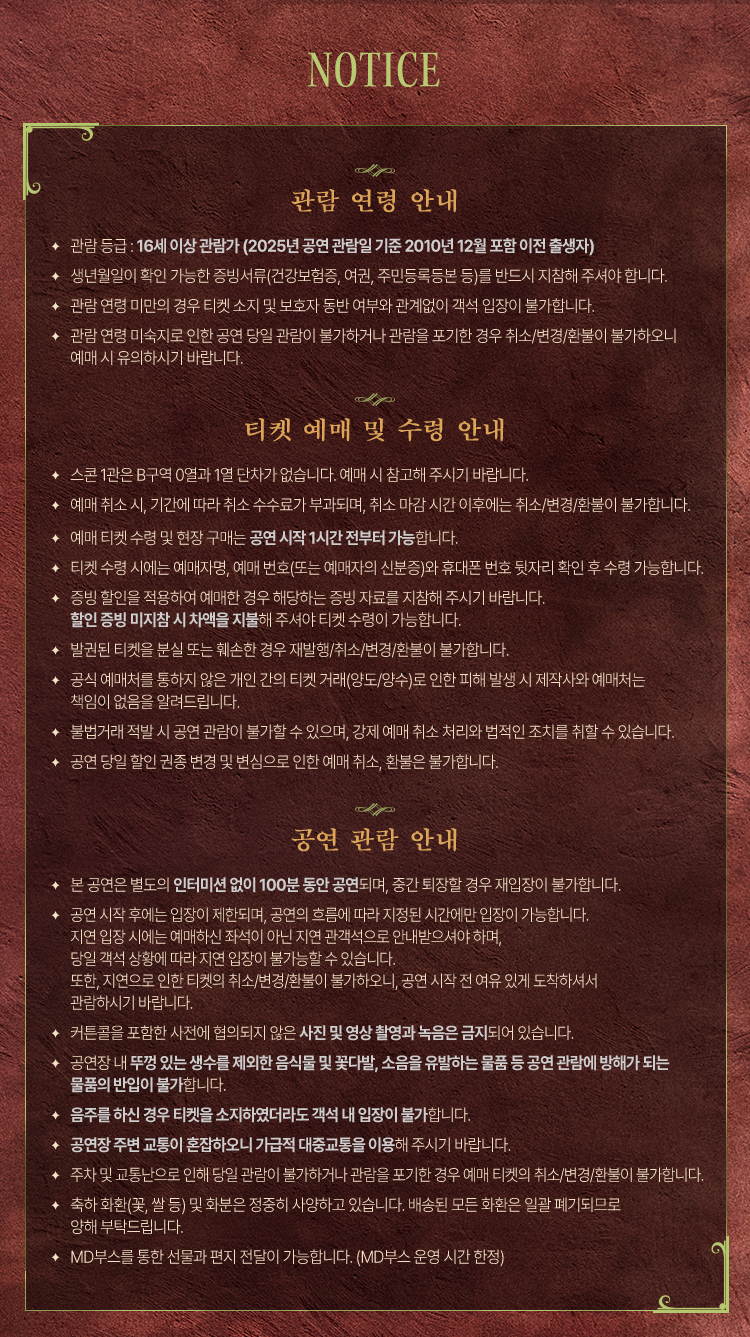 NOTICE
관람 연령 안내
✦ 관람 등급 : 16세 이상 관람가 (2025년 공연 관람일 기준 2010년 12월 포함 이전 출생자)
✦ 생년월일이 확인 가능한 증빙서류(건강보험증, 여권, 주민등록등본 등)를 반드시 지참해 주셔야 합니다.
✦ 관람 연령 미만의 경우 티켓 소지 및 보호자 동반 여부와 관계없이 객석 입장이 불가합니다.
✦ 관람 연령 미숙지로 인한 공연 당일 관람이 불가하거나 관람을 포기한 경우 취소/변경/환불이 불가하오니
예매 시 유의하시기 바랍니다.
티켓 예매 및 수령 안내
✦ 스콘 1관은 B구역 0열과 1열 단차가 없습니다. 예매 시 참고해 주시기 바랍니다.
✦ 예매 취소 시, 기간에 따라 취소 수수료가 부과되며, 취소 마감 시간 이후에는 취소/변경/환불이 불가합니다.
✦ 예매 티켓 수령 및 현장 구매는 공연 시작 1시간 전부터 가능합니다.
✦ 티켓 수령 시에는 예매자명, 예매 번호(또는 예매자의 신분증)와 휴대폰 번호 뒷자리 확인 후 수령 가능합니다.
✦ 증빙 할인을 적용하여 예매한 경우 해당하는 증빙 자료를 지참해 주시기 바랍니다.
할인 증빙 미지참 시 차액을 지불해 주셔야 티켓 수령이 가능합니다.
✦ 발권된 티켓을 분실 또는 훼손한 경우 재발행/취소/변경/환불이 불가합니다.
✦ 공식 예매처를 통하지 않은 개인 간의 티켓 거래(양도/양수)로 인한 피해 발생 시 제작사와 예매처는
책임이 없음을 알려드립니다.
✦ 불법거래 적발 시 공연 관람이 불가할 수 있으며, 강제 예매 취소 처리와 법적인 조치를 취할 수 있습니다.
✦ 공연 당일 할인 권종 변경 및 변심으로 인한 예매 취소, 환불은 불가합니다.
공연 관람 안내
✦ 본 공연은 별도의 인터미션 없이 100분 동안 공연되며, 중간 퇴장할 경우 재입장이 불가합니다.
✦ 공연 시작 후에는 입장이 제한되며, 공연의 흐름에 따라 지정된 시간에만 입장이 가능합니다.
지연 입장 시에는 예매하신 좌석이 아닌 지연 관객석으로 안내받으셔야 하며,
당일 객석 상황에 따라 지연 입장이 불가능할 수 있습니다.
또한, 지연으로 인한 티켓의 취소/변경/환불이 불가하오니, 공연 시작 전 여유 있게 도착하셔서
관람하시기 바랍니다.
✦ 커튼콜을 포함한 사전에 협의되지 않은 사진 및 영상 촬영과 녹음은 금지되어 있습니다.
✦ 공연장 내 뚜껑 있는 생수를 제외한 음식물 및 꽃다발, 소음을 유발하는 물품 등 공연 관람에 방해가 되는
물품의 반입이 불가합니다.
✦ 음주를 하신 경우 티켓을 소지하였더라도 객석 내 입장이 불가합니다.
✦ 공연장 주변 교통이 혼잡하오니 가급적 대중교통을 이용해 주시기 바랍니다.
✦ 주차 및 교통난으로 인해 당일 관람이 불가하거나 관람을 포기한 경우 예매 티켓의 취소/변경/환불이 불가합니다.
✦ 축하 화환(꽃, 쌀 등) 및 화분은 정중히 사양하고 있습니다. 배송된 모든 화환은 일괄 폐기되므로
양해 부탁드립니다.
✦ MD부스를 통한 선물과 편지 전달이 가능합니다. (MD부스 운영 시간 한정)